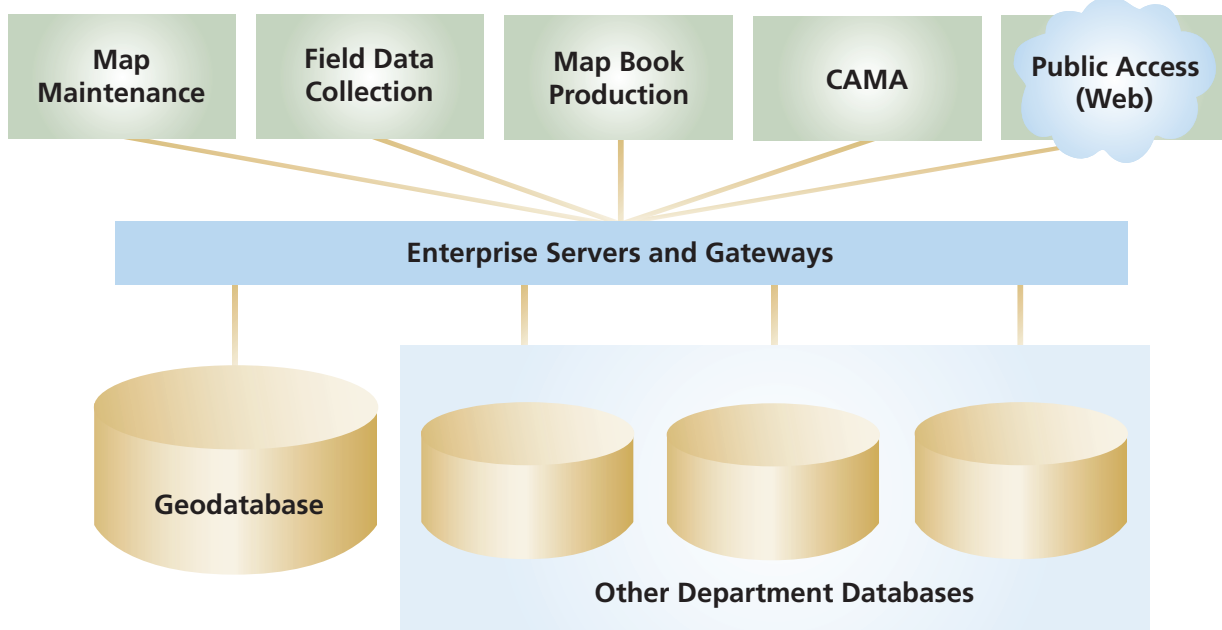 Map
Maintenance
Field Data
Collection
Map Book
Production
CAMA
Public Access
(Web)
Enterprise Servers and Gateways
Geodatabase
Other Department Databases